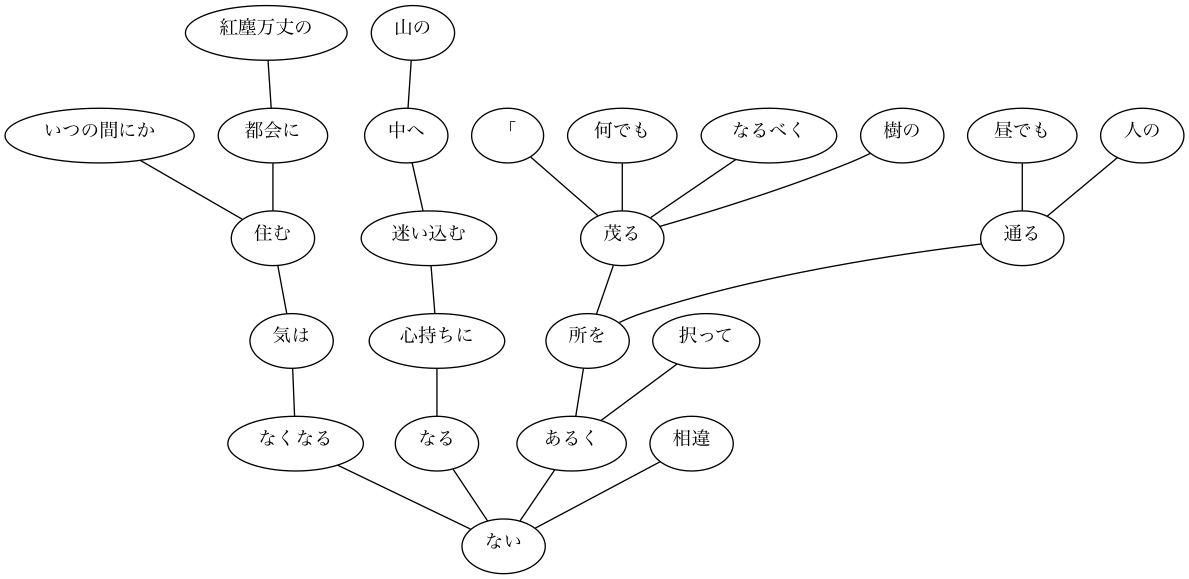 紅塵万丈の
山の
いつの間にか
都会に
中へ
「
何でも
なるべく
樹の
昼でも
人の
住む
迷い込む
茂る
通る
気は
心持ちに
所を
択って
なくなる
なる
あるく
相違
ない